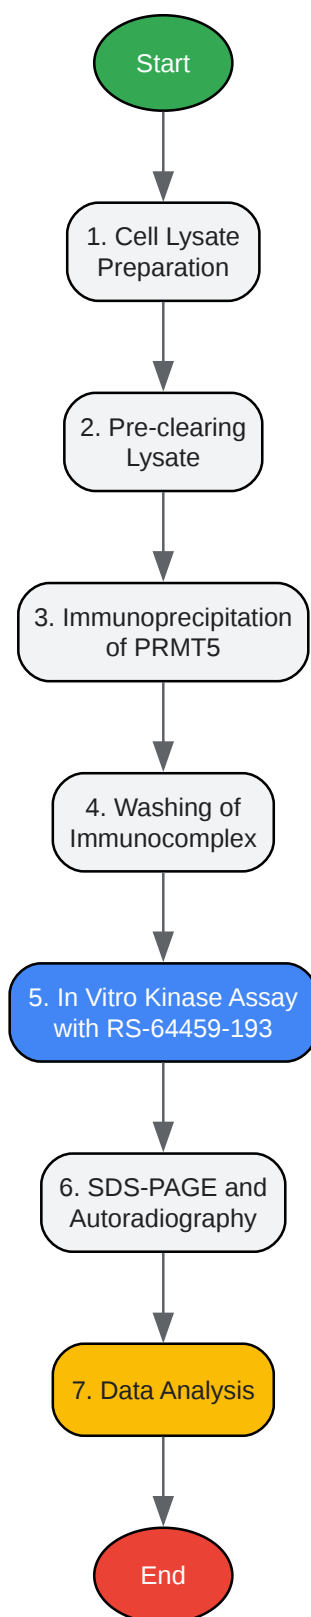 Start
1. Cell Lysate
Preparation
2. Pre-clearing
Lysate
3. Immunoprecipitation
of PRMT5
4. Washing of
Immunocomplex
5. In Vitro Kinase Assay
with RS-64459-193
6. SDS-PAGE and
Autoradiography
7. Data Analysis
End